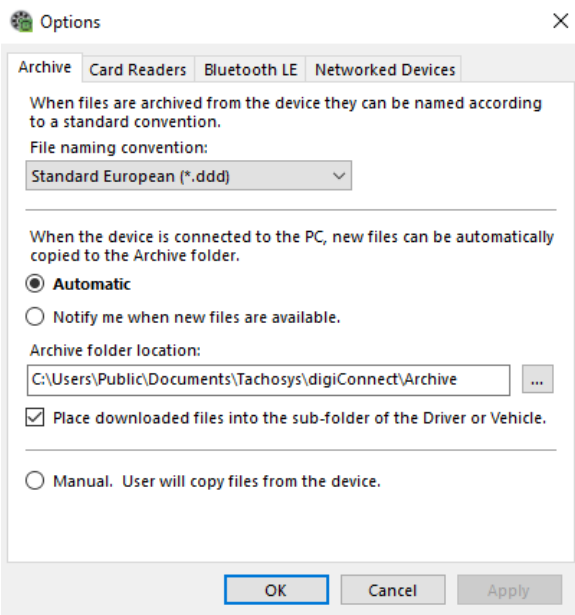 Options
Archive
Card Readers
Bluetooth LE
Networked Devices
When files are archived from the device they can be named according
to a standard convention.
File naming convention:
Standard European (*.ddd)
When the device is connected to the PC, new files can be automatically
copied to the Archive folder.
Automatic
Notify me when new files are available.
Archive folder location:
C:\Users\Public\Documents\Tachosys\digiConnect\Archive
...
Place downloaded files into the sub-folder of the Driver or Vehicle.
Manual.  User will copy files from the device.
OK
Cancel
Apply